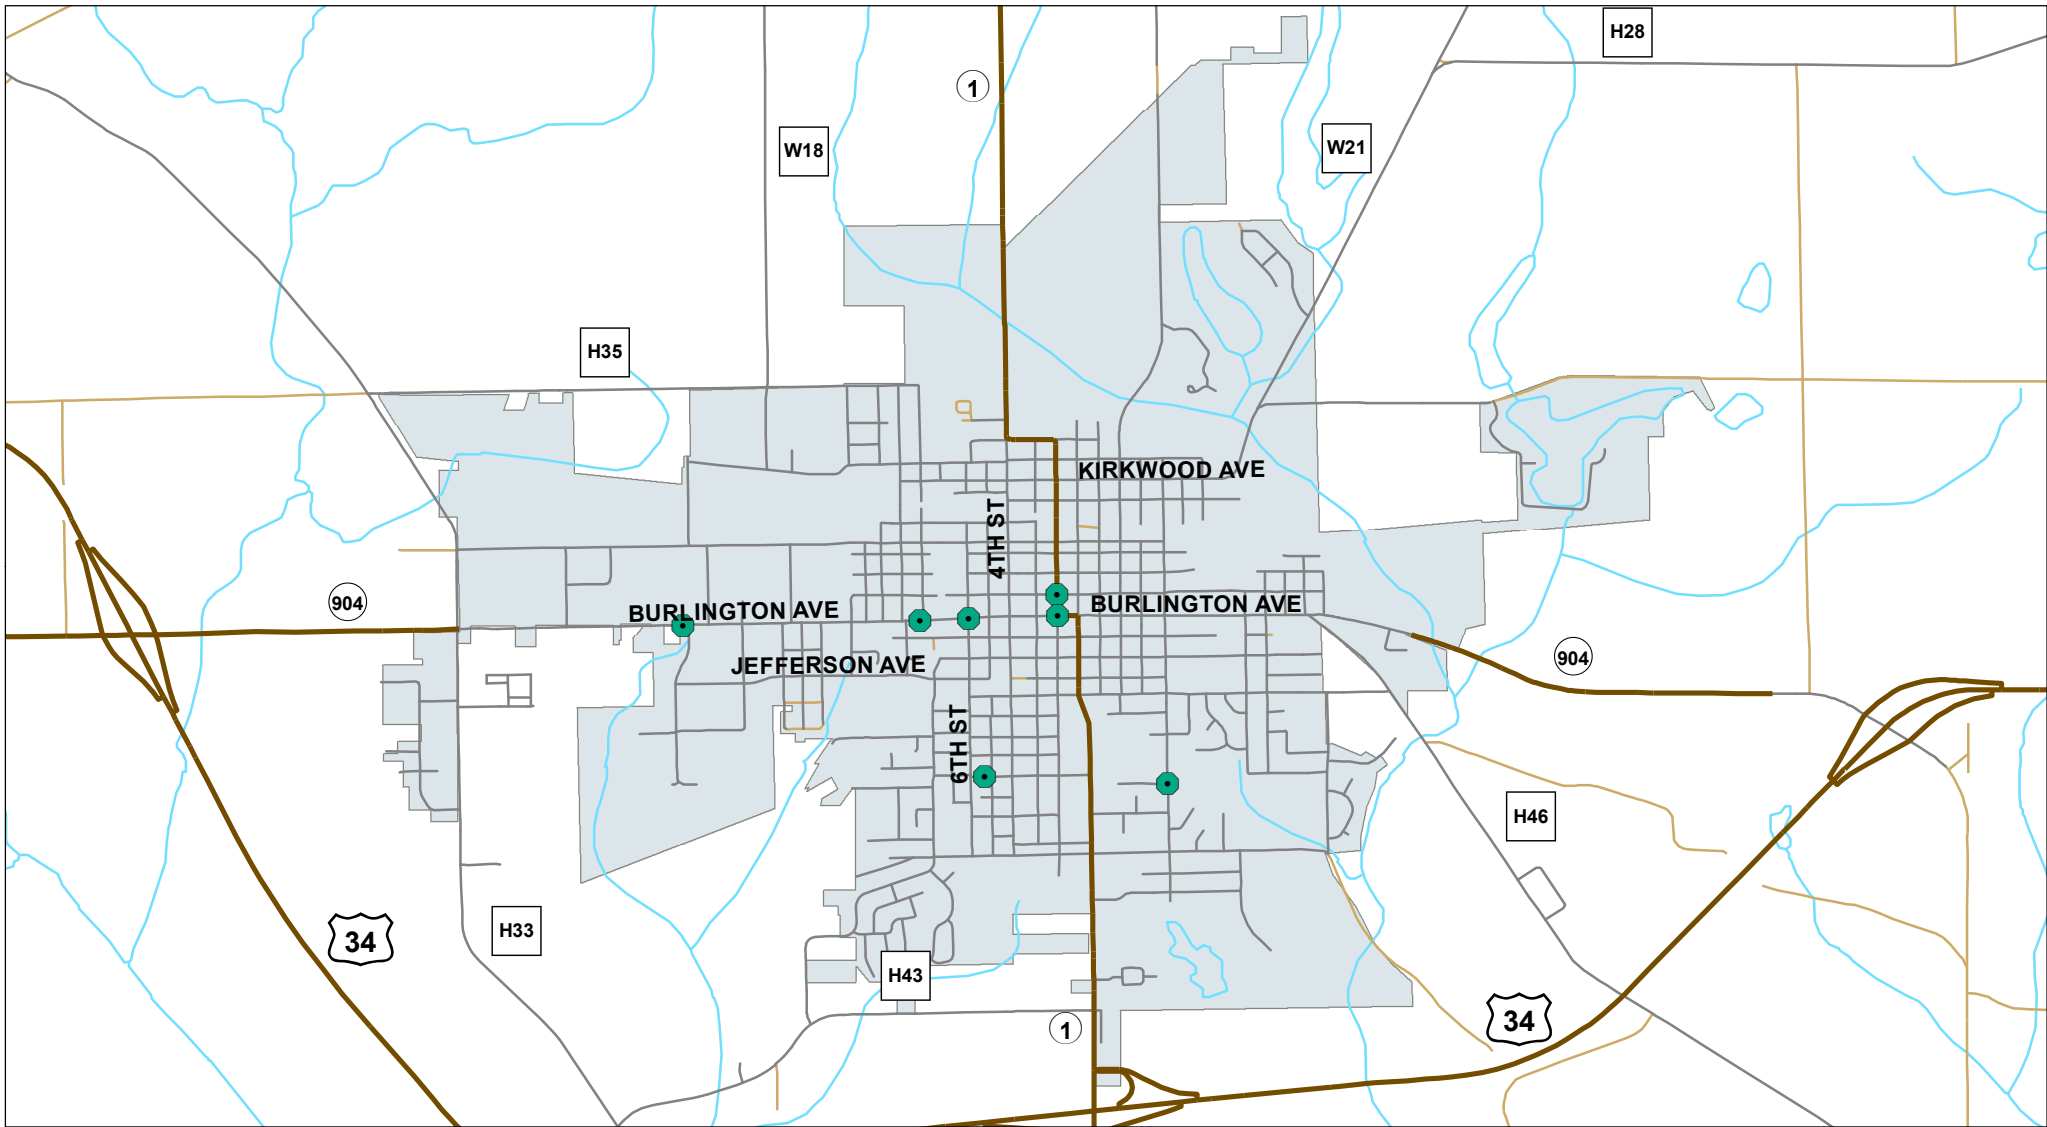 H28
1
W18
W21
H35
KIRKWOOD AVE
4TH ST
904
BURLINGTON AVE
BURLINGTON AVE
JEFFERSON AVE
904
6TH ST
H46
H33
34
H43
34
1